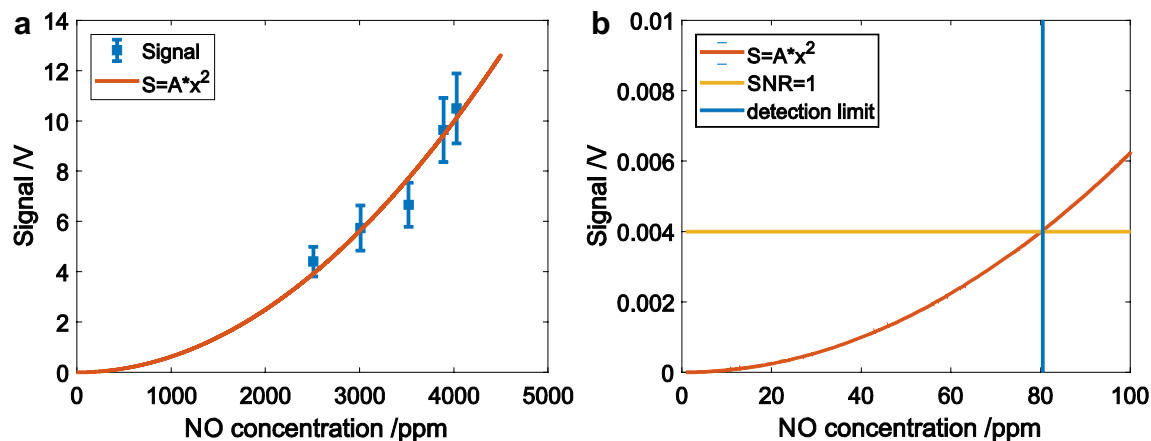 a
14
12
10
8
6
4
2
0
Signal /V
Signal
S=A*x²
0 1000 2000 3000 4000 5000
NO concentration /ppm
b
0.01
0.008
0.006
0.004
0.002
0
Signal /V
S=A*x²
SNR=1
detection limit
0 20 40 60 80 100
NO concentration /ppm